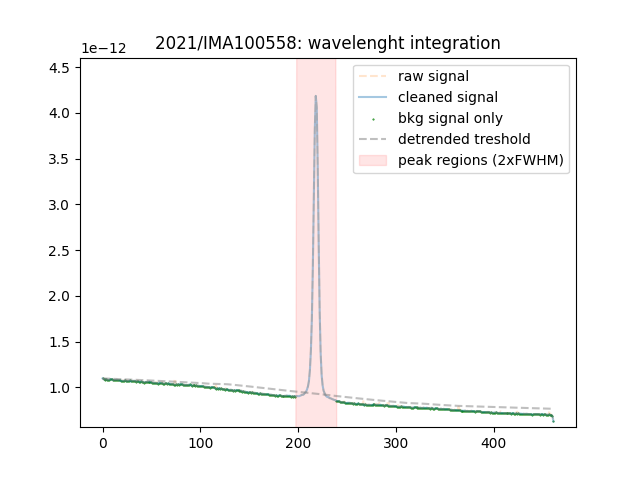 2021/IMA100558: wavelenght integration
1e−12
4.5
4.0
3.5
3.0
2.5
2.0
1.5
1.0
0
100
200
300
400
raw signal
cleaned signal
bkg signal only
detrended treshold
peak regions (2xFWHM)